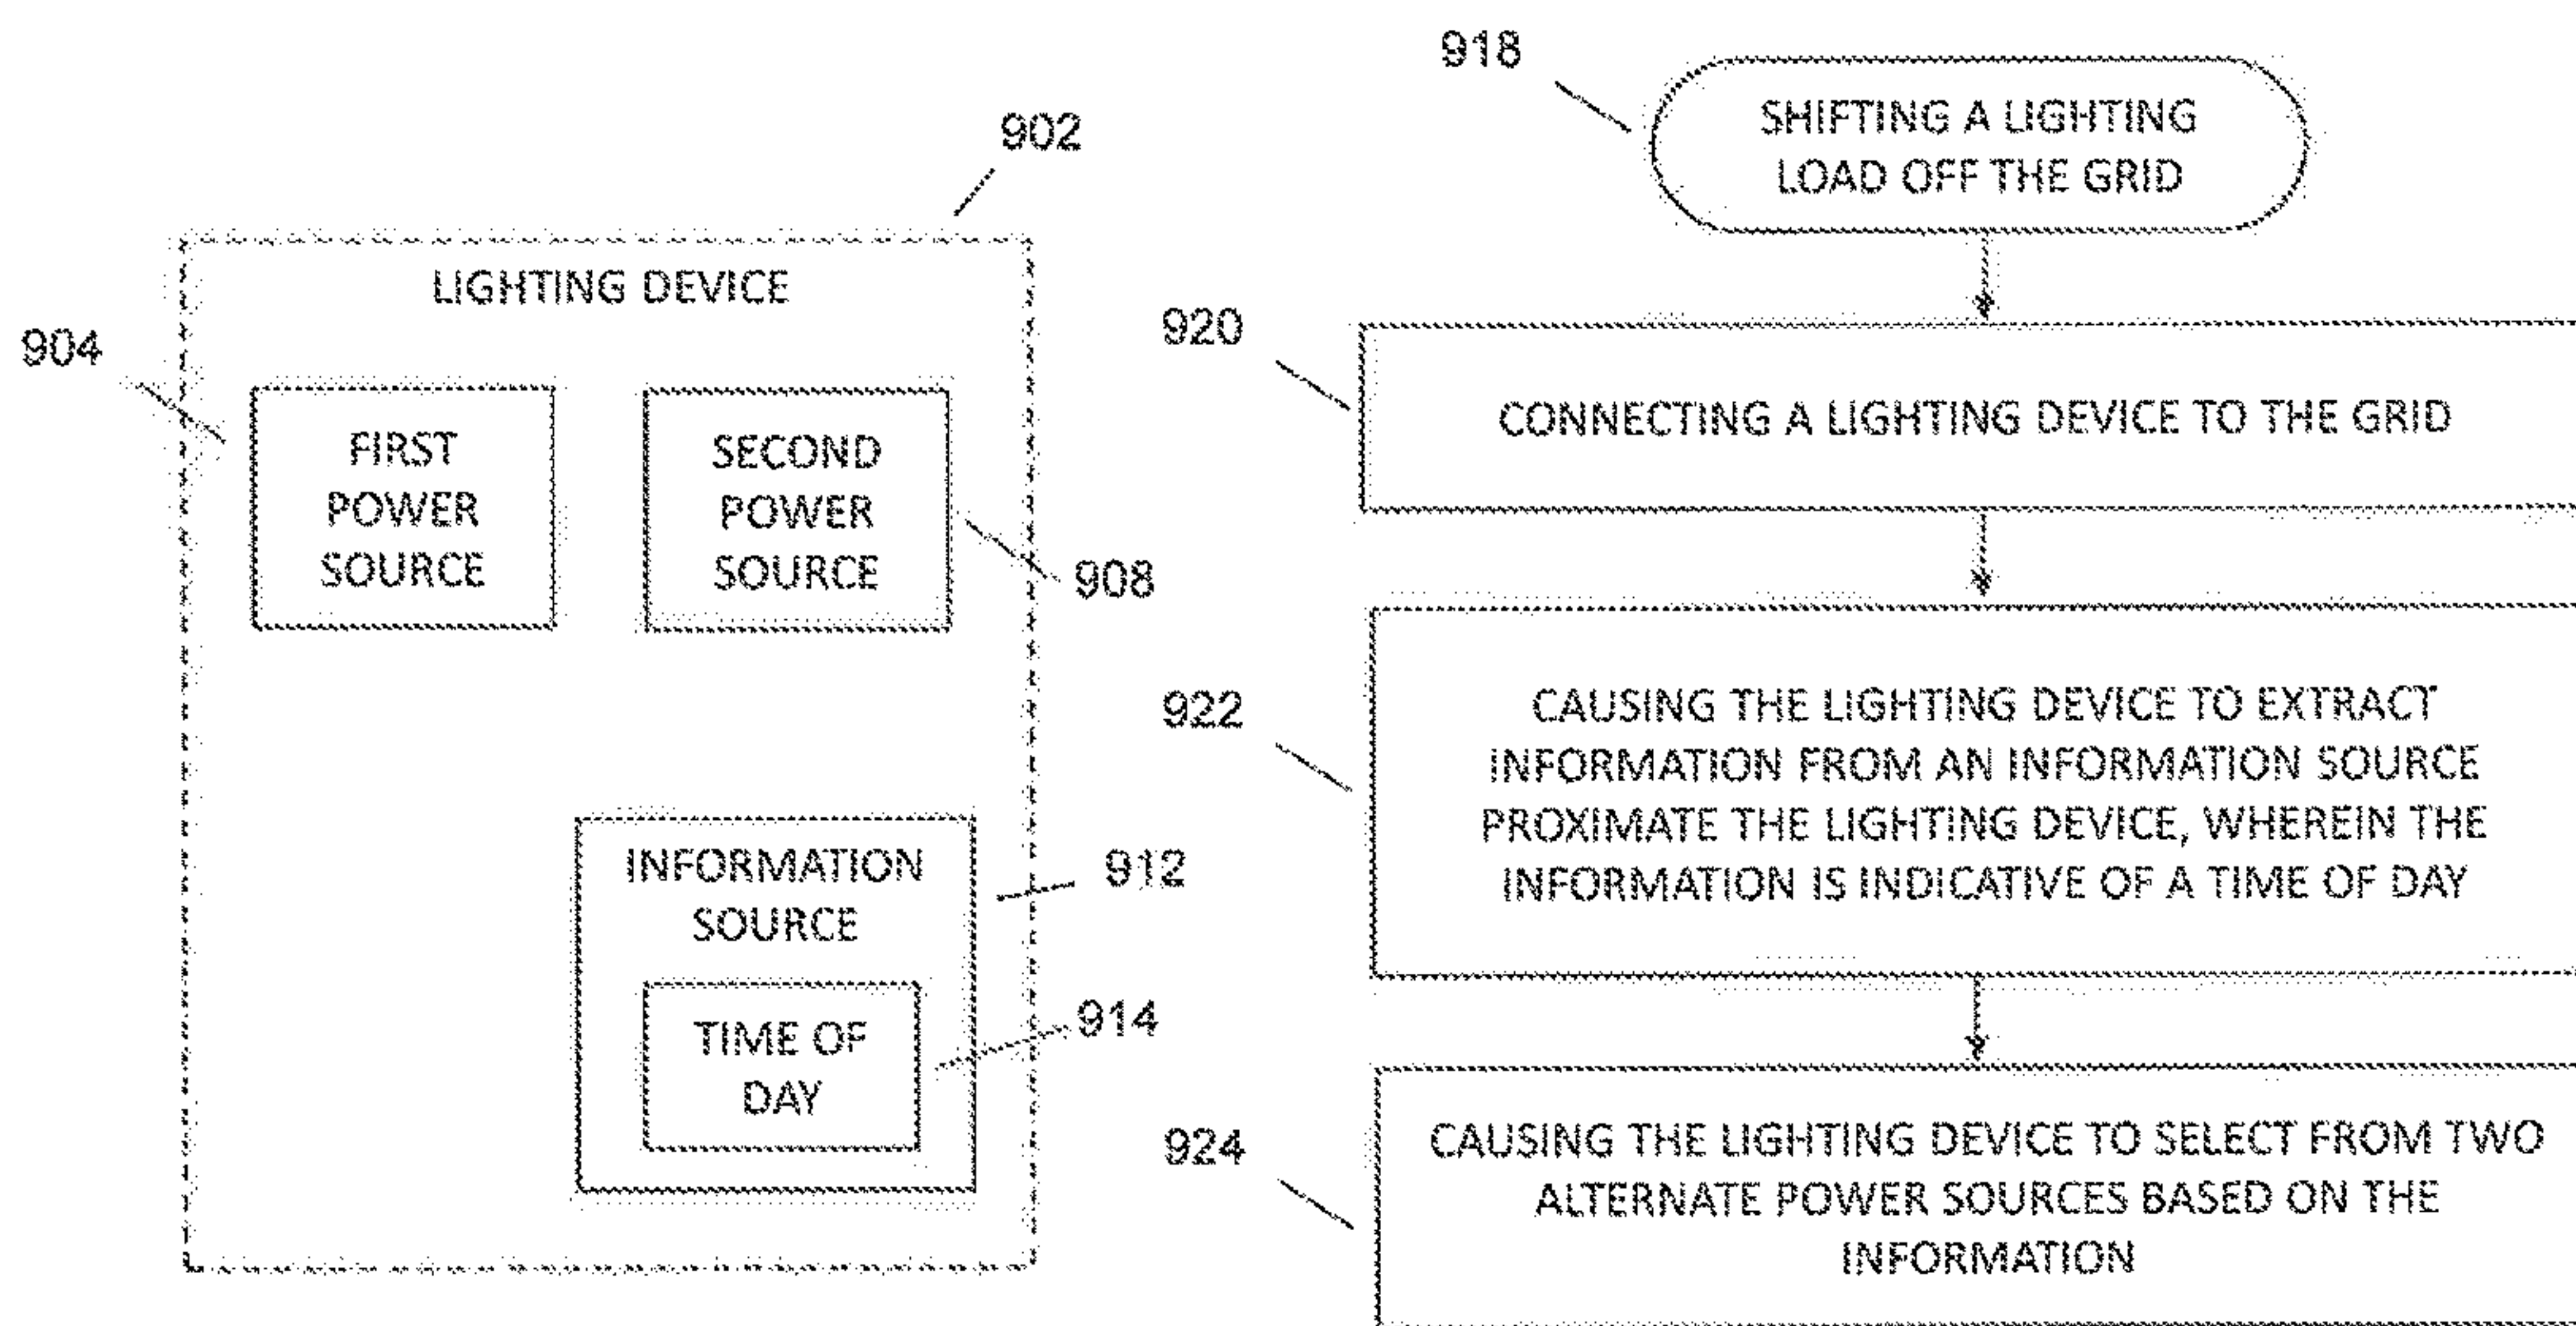 902
LIGHTING DEVICE
904
FIRST
POWER
SOURCE
SECOND
POWER
SOURCE
908
INFORMATION
SOURCE
912
TIME OF
DAY
914
918
SHIFTING A LIGHTING
LOAD OFF THE GRID
920
CONNECTING A LIGHTING DEVICE TO THE GRID
922
CAUSING THE LIGHTING DEVICE TO EXTRACT
INFORMATION FROM AN INFORMATION SOURCE
PROXIMATE THE LIGHTING DEVICE, WHEREIN THE
INFORMATION IS INDICATIVE OF A TIME OF DAY
924
CAUSING THE LIGHTING DEVICE TO SELECT FROM TWO
ALTERNATE POWER SOURCES BASED ON THE
INFORMATION